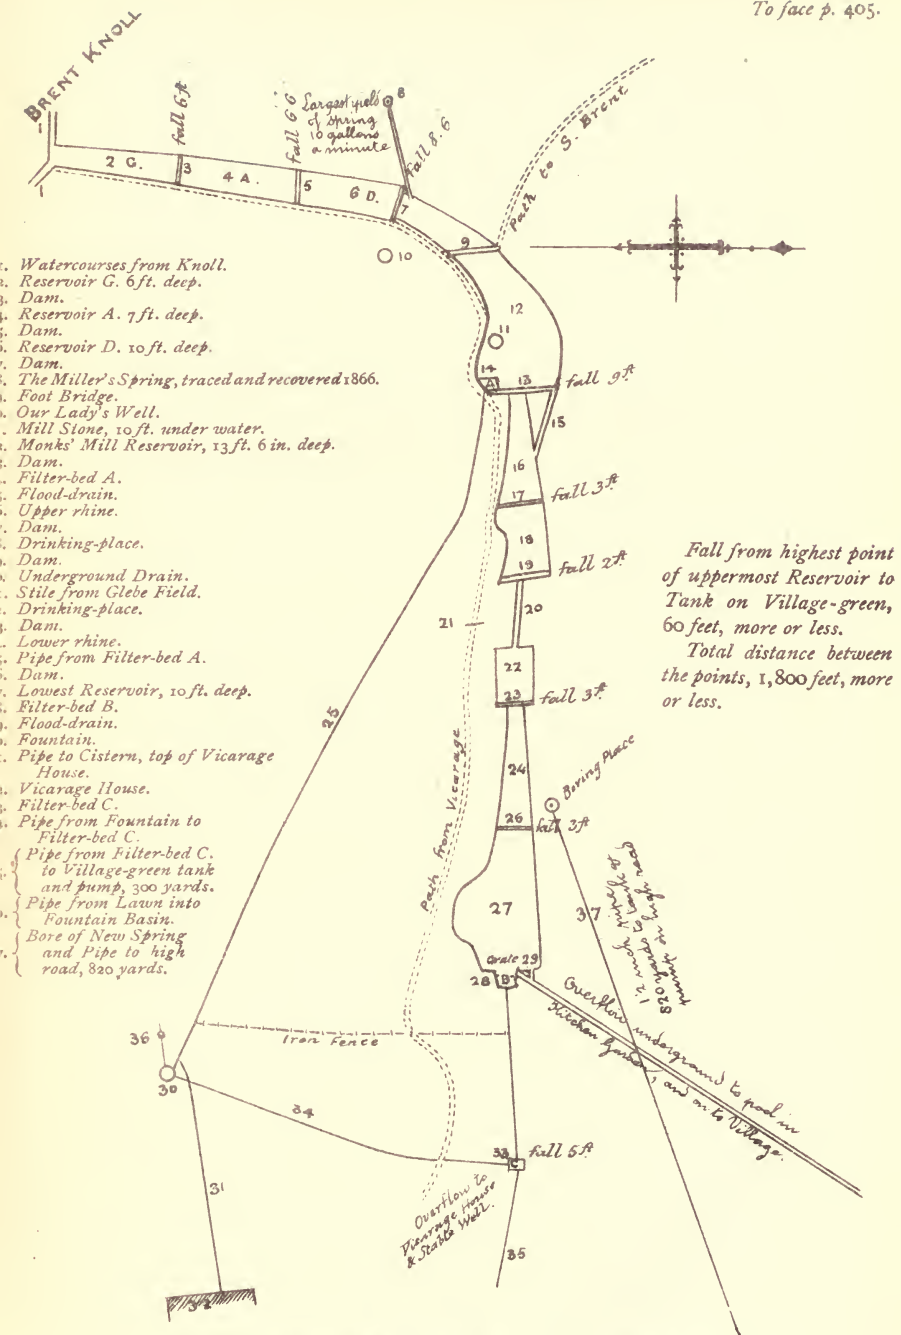 To face p. 405.
BRENT KNOLL
fall 6 ft
fall 6 6
Largest yield
of spring
10 gallons
a minute
8
fall 8.6
Path to S. Brent
1
1
2 G.
3
4 A.
5
6 D.
7
9
10
11
12
13
14
A
fall 9 ft
15
16
17
fall 3 ft
18
19
fall 2 ft
20
21
22
23
fall 3 ft
24
25
Path from Vicarage
26
fall 3 ft
Boring Place
27
37
1 2 inch pipe &
820 yards to tank
pump on high road
Grate 29
28
B
Overflow underground to pool in
Kitchen Garden, and on to Village.
Iron Fence
36
30
34
33
C
fall 5 ft
31
Overflow to
Vicarage House
& Stable Well.
35
32
. Watercourses from Knoll.
. Reservoir G. 6 ft. deep.
. Dam.
. Reservoir A. 7 ft. deep.
. Dam.
. Reservoir D. 10 ft. deep.
. Dam.
. The Miller's Spring, traced and recovered 1866.
. Foot Bridge.
. Our Lady's Well.
. Mill Stone, 10 ft. under water.
. Monks' Mill Reservoir, 13 ft. 6 in. deep.
. Dam.
. Filter-bed A.
. Flood-drain.
. Upper rhine.
. Dam.
. Drinking-place.
. Dam.
. Underground Drain.
. Stile from Glebe Field.
. Drinking-place.
. Dam.
. Lower rhine.
. Pipe from Filter-bed A.
. Dam.
. Lowest Reservoir, 10 ft. deep.
. Filter-bed B.
. Flood-drain.
. Fountain.
. Pipe to Cistern, top of Vicarage
House.
. Vicarage House.
. Filter-bed C.
. Pipe from Fountain to
Filter-bed C.
. { Pipe from Filter-bed C.
to Village-green tank
and pump, 300 yards.
. { Pipe from Lawn into
Fountain Basin.
. { Bore of New Spring
and Pipe to high
road, 820 yards.
Fall from highest point
of uppermost Reservoir to
Tank on Village-green,
60 feet, more or less.
Total distance between
the points, 1,800 feet, more
or less.